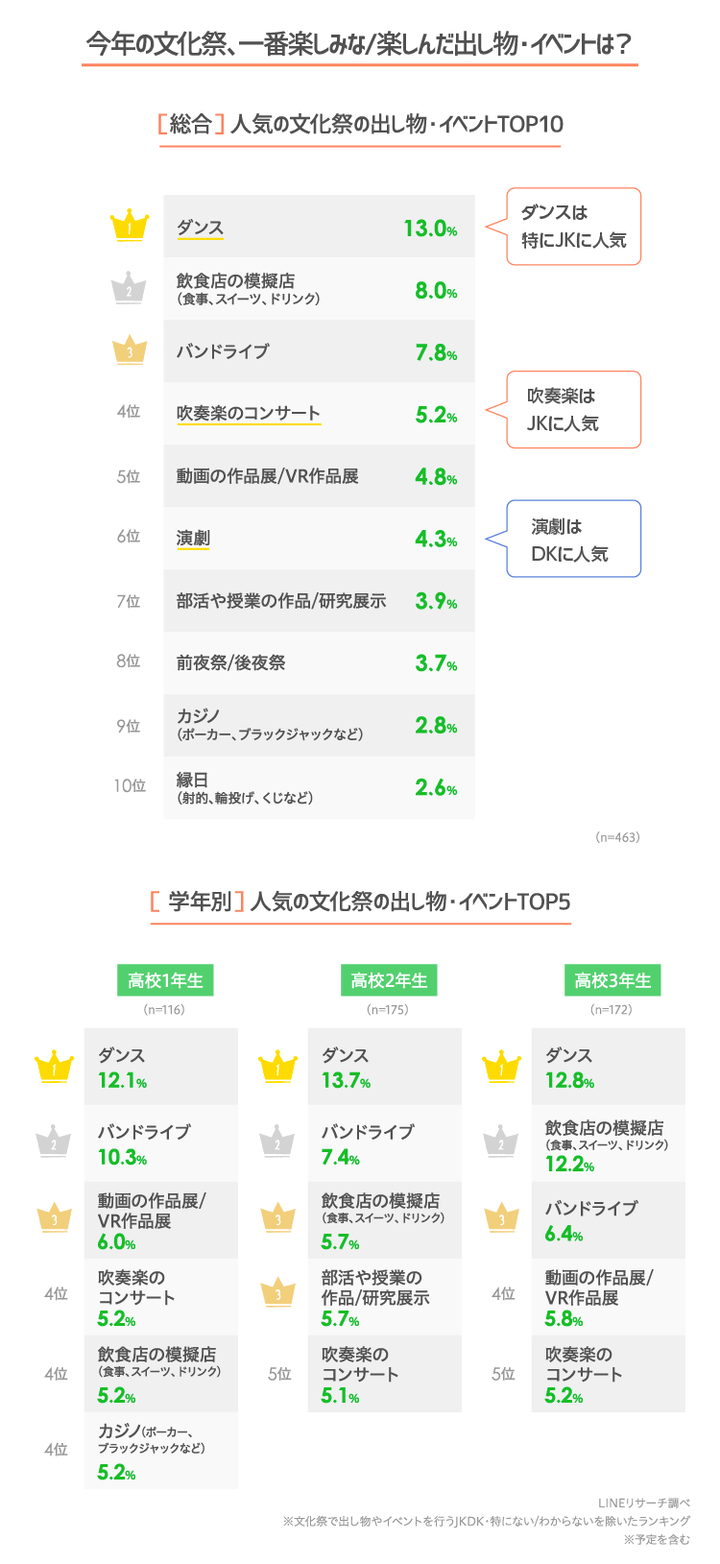 今年の文化祭、一番楽しみな/楽しんだ出し物・イベントは？
[総合] 人気の文化祭の出し物・イベントTOP10
1
ダンス
13.0%
ダンスは
特にJKに人気
2
飲食店の模擬店
(食事、スイーツ、ドリンク)
8.0%
3
バンドライブ
7.8%
4位
吹奏楽のコンサート
5.2%
吹奏楽は
JKに人気
5位
動画の作品展/VR作品展
4.8%
6位
演劇
4.3%
演劇は
DKに人気
7位
部活や授業の作品/研究展示
3.9%
8位
前夜祭/後夜祭
3.7%
9位
カジノ
(ポーカー、ブラックジャックなど)
2.8%
10位
縁日
(射的、輪投げ、くじなど)
2.6%
(n=463)
[ 学年別] 人気の文化祭の出し物・イベントTOP5
高校1年生
(n=116)
1
ダンス
12.1%
2
バンドライブ
10.3%
3
動画の作品展/
VR作品展
6.0%
4位
吹奏楽の
コンサート
5.2%
4位
飲食店の模擬店
(食事、スイーツ、ドリンク)
5.2%
4位
カジノ(ポーカー、
ブラックジャックなど)
5.2%
高校2年生
(n=175)
1
ダンス
13.7%
2
バンドライブ
7.4%
3
飲食店の模擬店
(食事、スイーツ、ドリンク)
5.7%
3
部活や授業の
作品/研究展示
5.7%
5位
吹奏楽の
コンサート
5.1%
高校3年生
(n=172)
1
ダンス
12.8%
2
飲食店の模擬店
(食事、スイーツ、ドリンク)
12.2%
3
バンドライブ
6.4%
4位
動画の作品展/
VR作品展
5.8%
5位
吹奏楽の
コンサート
5.2%
LINEリサーチ調べ
※文化祭で出し物やイベントを行うJKDK・特にない/わからないを除いたランキング
※予定を含む